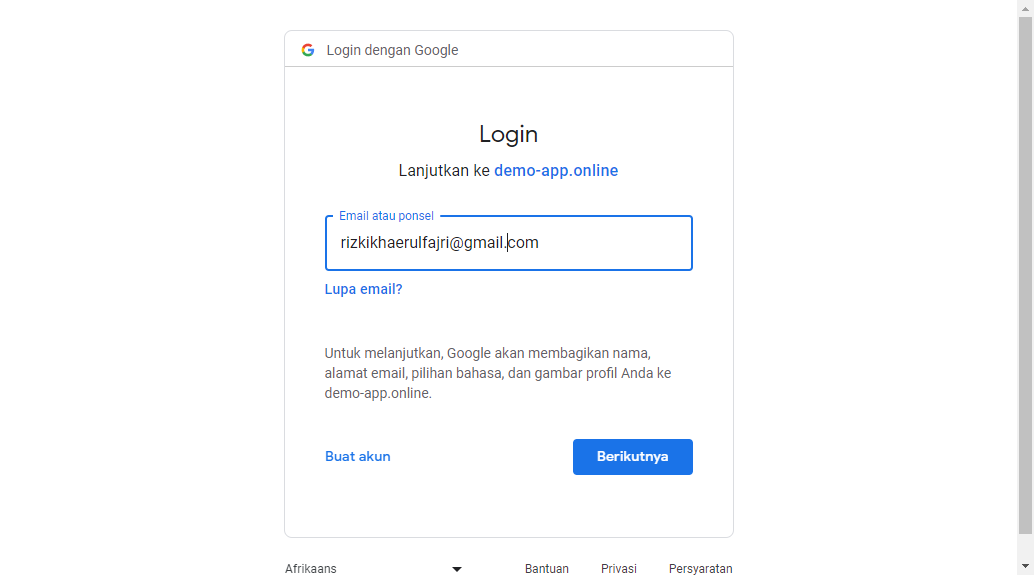 Login dengan Google
Login
Lanjutkan ke demo-app.online
Email atau ponsel
rizkikhaerulfajri@gmail.com
Lupa email?
Untuk melanjutkan, Google akan membagikan nama,
alamat email, pilihan bahasa, dan gambar profil Anda ke
demo-app.online.
Buat akun Berikutnya
Afrikaans Bantuan Privasi Persyaratan